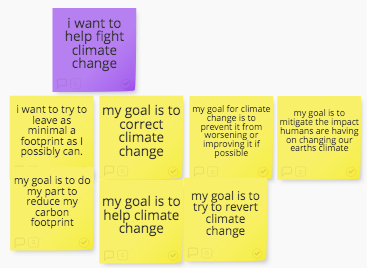 i want to
help fight
climate
change
i want to try to
leave as
minimal a
footprint as I
possibly can.
my goal is to
correct
climate
change
my goal for climate
change is to
prevent it from
worsening or
improving it if
possible
my goal is to
mitigate the impact
humans are having
on changing our
earths climate
my goal is to do
my part to
reduce my
carbon
footprint
my goal is to
help climate
change
my goal is to
try to revert
climate
change